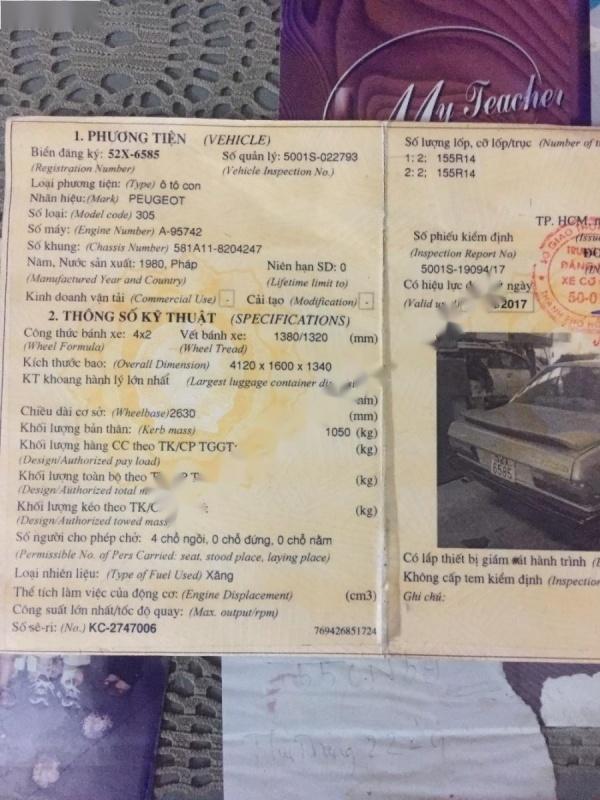 My Teacher
1. PHƯƠNG TIỆN (VEHICLE)
Biển đăng ký: 52X-6585 Số quản lý: 5001S-022793
(Registration Number) (Vehicle Inspection No.)
Loại phương tiện: (Type) ô tô con
Nhãn hiệu: (Mark) PEUGEOT
Số loại: (Model code) 305
Số máy: (Engine Number) A-95742
Số khung: (Chassis Number) 581A11-8204247
Năm, Nước sản xuất: 1980, Pháp Niên hạn SD: 0
(Manufactured Year and Country) (Lifetime limit to)
Kinh doanh vận tải (Commercial Use) - Cải tạo (Modification) -
2. THÔNG SỐ KỸ THUẬT (SPECIFICATIONS)
Công thức bánh xe: 4x2 Vết bánh xe: 1380/1320 (mm)
(Wheel Formula) (Wheel Tread)
Kích thước bao: (Overall Dimension) 4120 x 1600 x 1340
KT khoang hành lý lớn nhất (Largest luggage container
Chiều dài cơ sở: (Wheelbase) 2630 (mm)
Khối lượng bản thân: (Kerb mass) 1050 (kg)
Khối lượng hàng CC theo TK/CP TGGT (kg)
(Design/Authorized pay load)
Khối lượng toàn bộ theo (kg)
(Design/Authorized total
Khối lượng kéo theo (kg)
(Design/Authorized towed mass
Số người cho phép chở: 4 chỗ ngồi, 0 chỗ đứng, 0 chỗ nằm
(Permissible No. of Pers Carried: seat, stood place, laying place)
Loại nhiên liệu: (Type of Fuel Used) Xăng
Thể tích làm việc của động cơ: (Engine Displacement) (cm3)
Công suất lớn nhất/tốc độ quay: (Max. output/rpm)
Số sê-ri: (No.) KC-2747006 769426851724
Số lượng lốp, cỡ lốp/trục (Number of
1: 2; 155R14
2: 2; 155R14
TP. HCM,
Số phiếu kiểm định
(Inspection Report No)
5001S-19094/17
Có hiệu lực ngày
(Valid 2017
ĐĂNG
XE CƠ
6585
Có lắp thiết bị giám sát hành trình
Không cấp tem kiểm định (Inspection
Ghi chú: